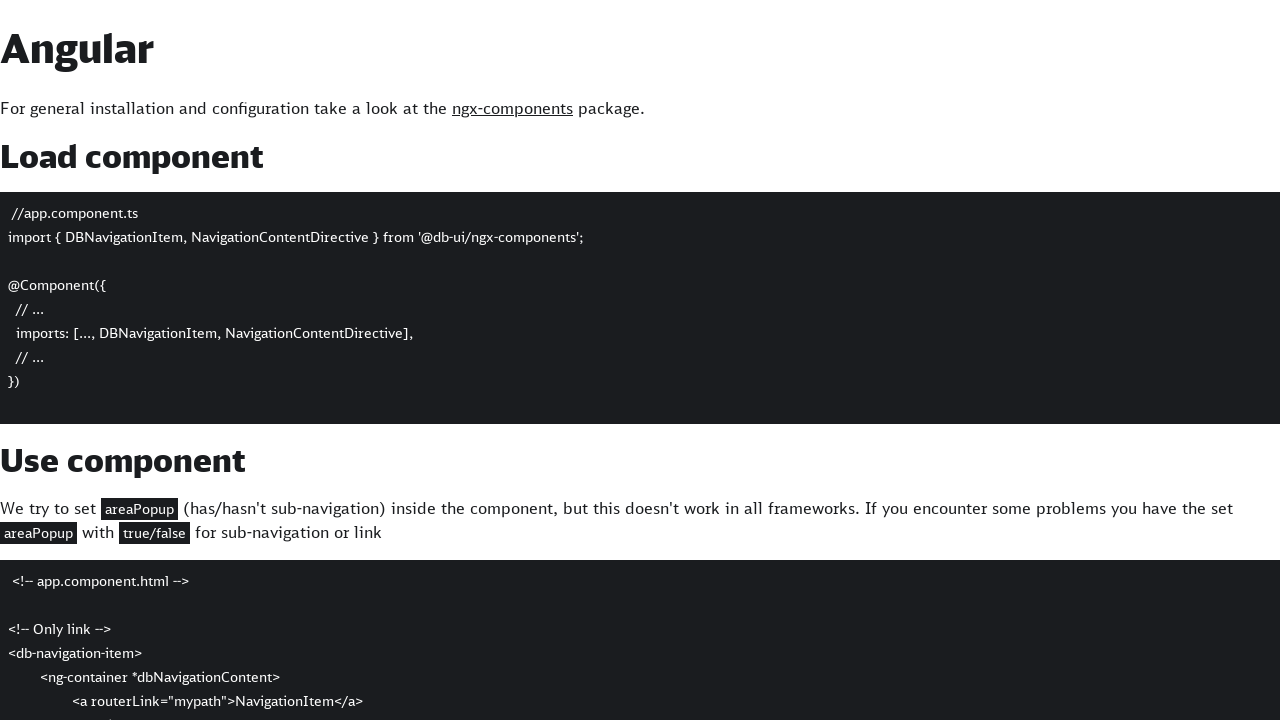 Angular
For general installation and configuration take a look at the ngx-components package.
Load component
//app.component.ts
import { DBNavigationItem, NavigationContentDirective } from '@db-ui/ngx-components';
@Component({
// ...
imports: [..., DBNavigationItem, NavigationContentDirective],
// ...
})
Use component
We try to set areaPopup (has/hasn't sub-navigation) inside the component, but this doesn't work in all frameworks. If you encounter some problems you have the set
areaPopup with true/false for sub-navigation or link
<!-- app.component.html -->
<!-- Only link -->
<db-navigation-item>
<ng-container *dbNavigationContent>
<a routerLink="mypath">NavigationItem</a>